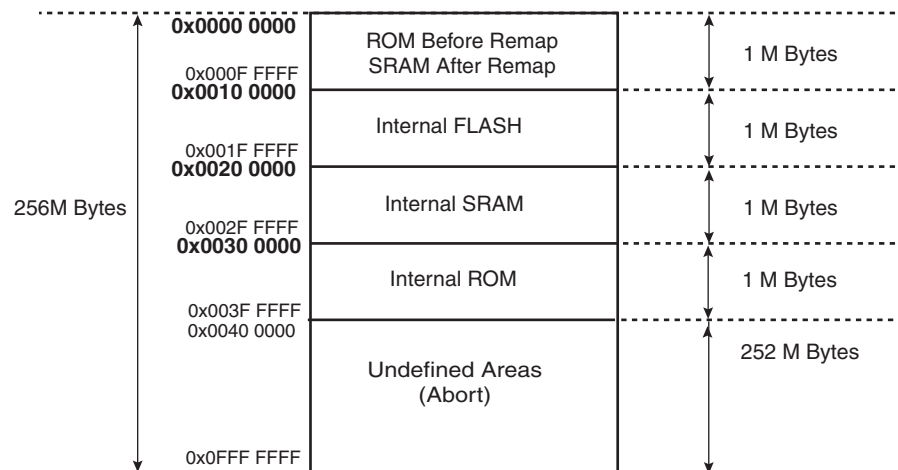 0x0000 0000
ROM Before Remap
SRAM After Remap
1 M Bytes
0x000F FFFF
0x0010 0000
Internal FLASH
1 M Bytes
0x001F FFFF
0x0020 0000
256M Bytes
Internal SRAM
1 M Bytes
0x002F FFFF
0x0030 0000
Internal ROM
1 M Bytes
0x003F FFFF
0x0040 0000
252 M Bytes
Undefined Areas
(Abort)
0x0FFF FFFF